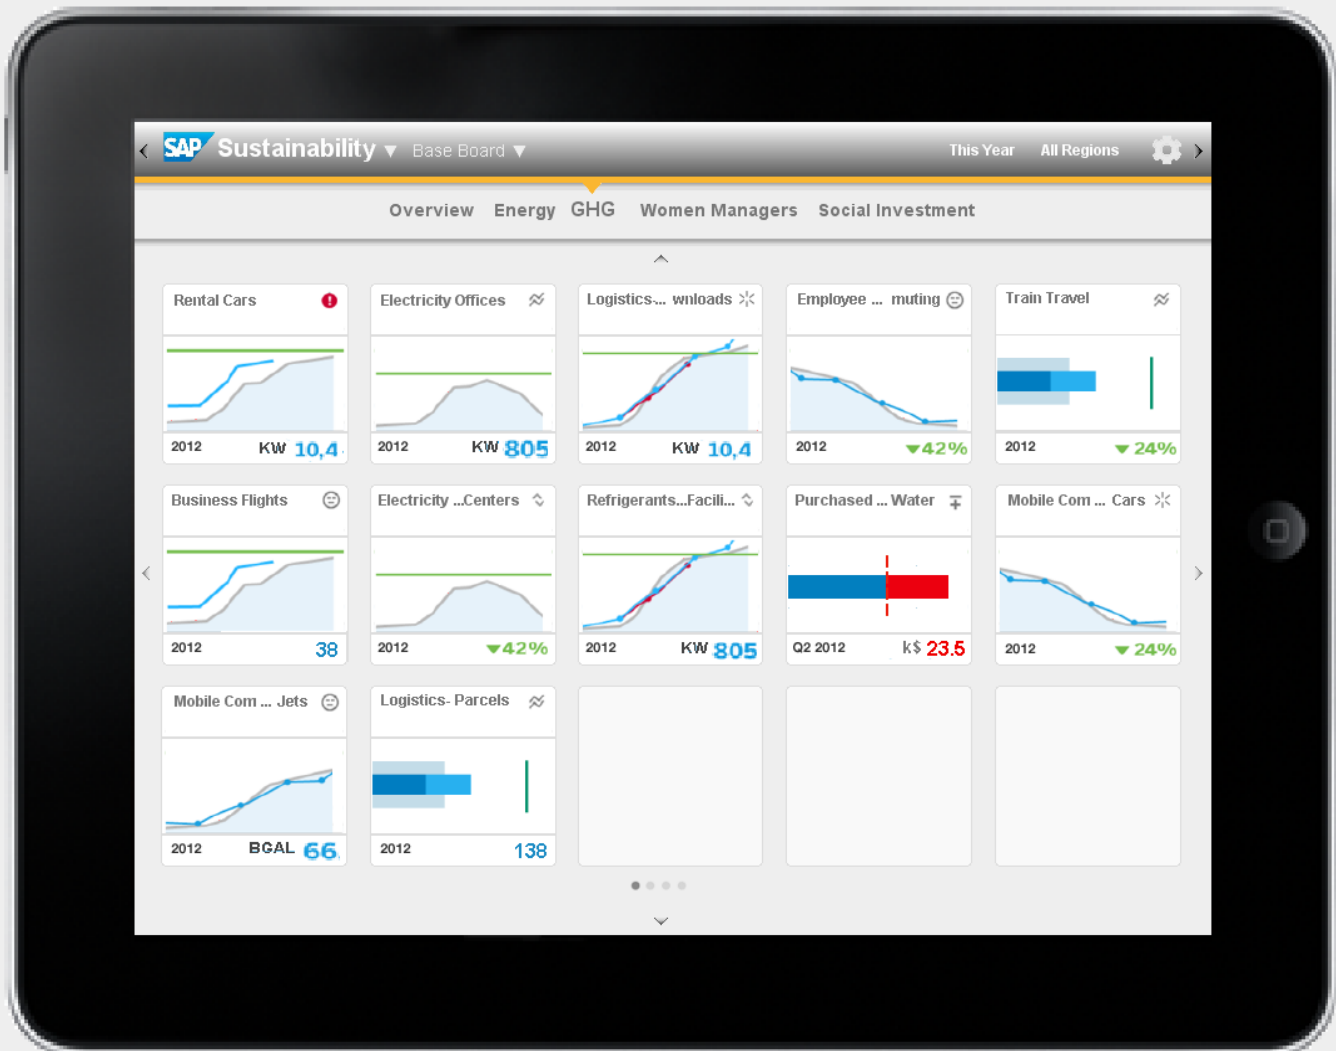 SAP Sustainability ▼ Base Board ▼ This Year All Regions
Overview Energy GHG Women Managers Social Investment
Rental Cars
2012 KW 10,4
Electricity Offices
2012 KW 805
Logistics-... wnloads
2012 KW 10,4
Employee ... muting
2012 ▼42%
Train Travel
2012 ▼ 24%
Business Flights
2012 38
Electricity ...Centers
2012 ▼42%
Refrigerants...Facili...
2012 KW 805
Purchased ... Water
Q2 2012 k$ 23.5
Mobile Com ... Cars
2012 ▼ 24%
Mobile Com ... Jets
2012 BGAL 66
Logistics- Parcels
2012 138